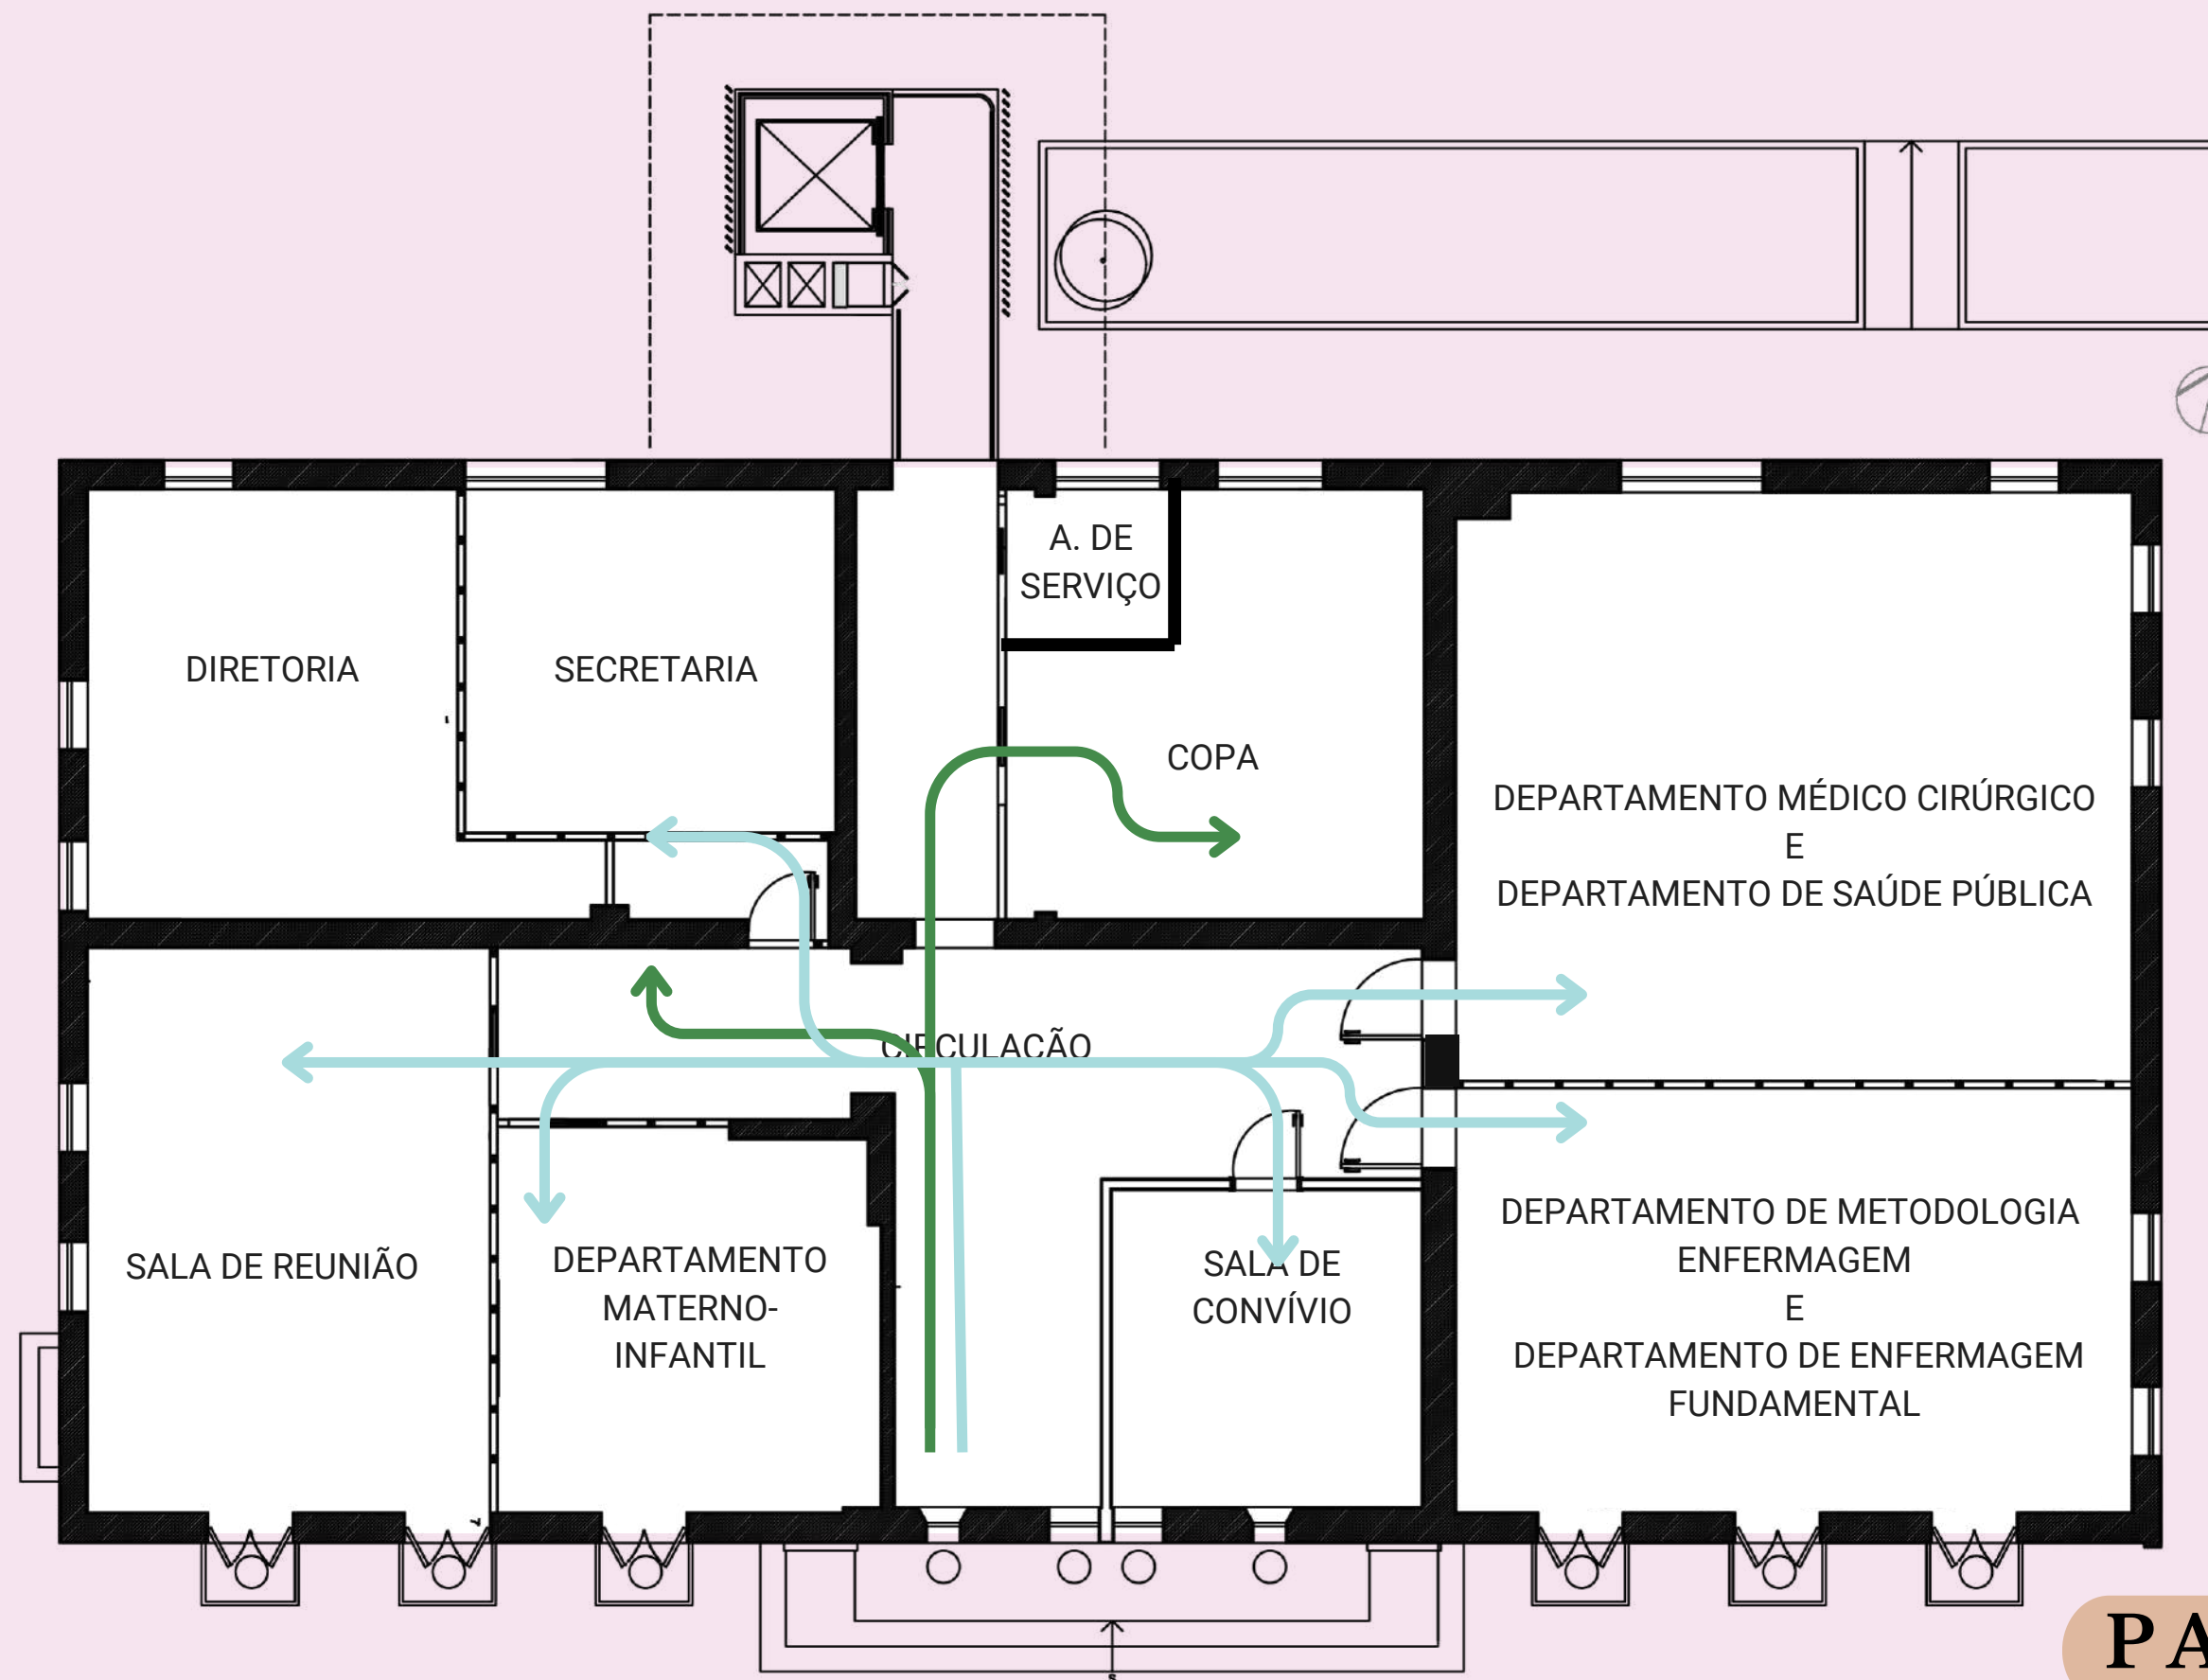 A. DE
SERVIÇO
DIRETORIA
SECRETARIA
COPA
DEPARTAMENTO MÉDICO CIRÚRGICO
E
DEPARTAMENTO DE SAÚDE PÚBLICA
CIRCULAÇÃO
SALA DE REUNIÃO
DEPARTAMENTO
MATERNO-
INFANTIL
SALA DE
CONVÍVIO
DEPARTAMENTO DE METODOLOGIA
ENFERMAGEM
E
DEPARTAMENTO DE ENFERMAGEM
FUNDAMENTAL
PA